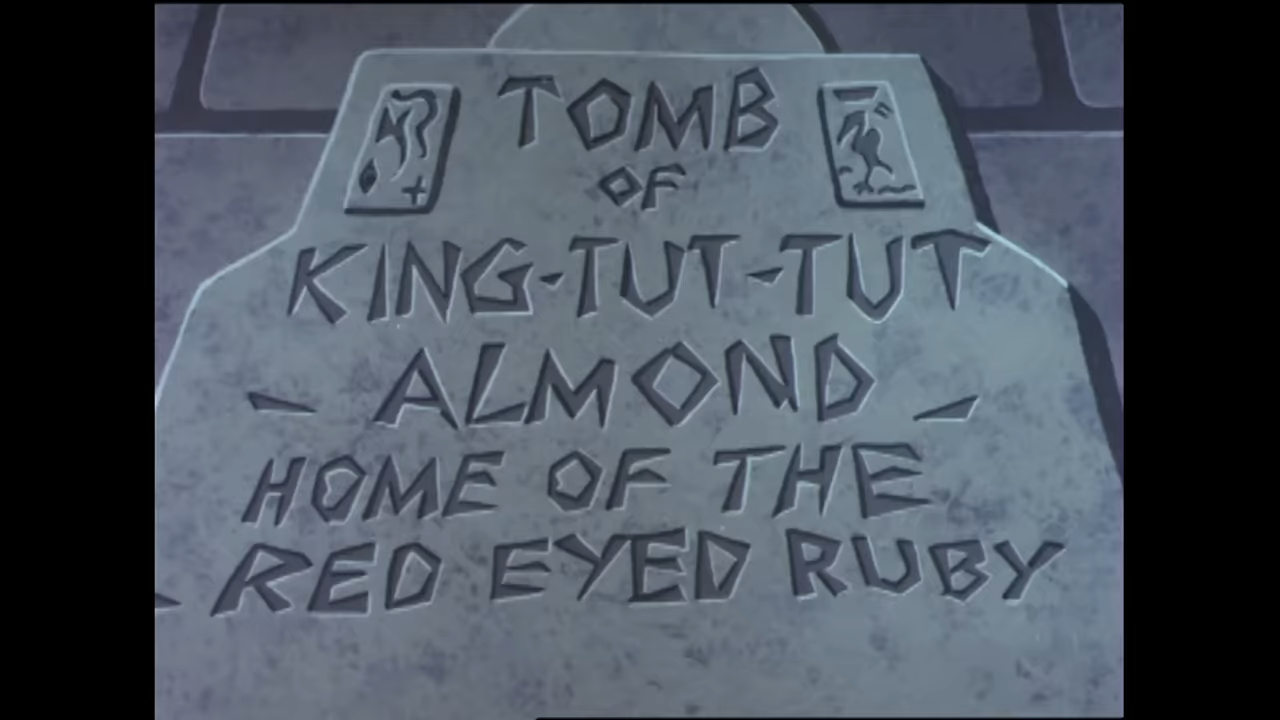 TOMB
OF
KING-TUT-TUT
- ALMOND -
HOME OF THE
RED EYED RUBY